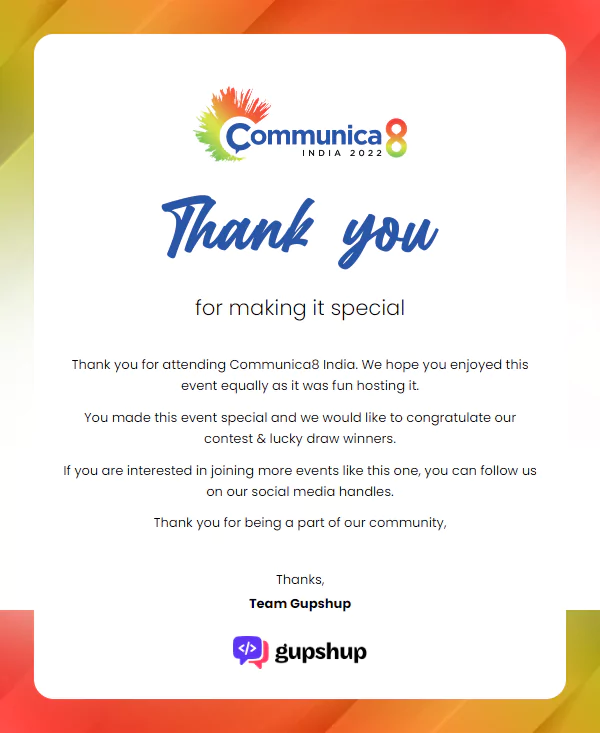 Communica8
INDIA 2022
Thank you
for making it special
Thank you for attending Communica8 India. We hope you enjoyed this
event equally as it was fun hosting it.
You made this event special and we would like to congratulate our
contest & lucky draw winners.
If you are interested in joining more events like this one, you can follow us
on our social media handles.
Thank you for being a part of our community,
Thanks,
Team Gupshup
</> gupshup